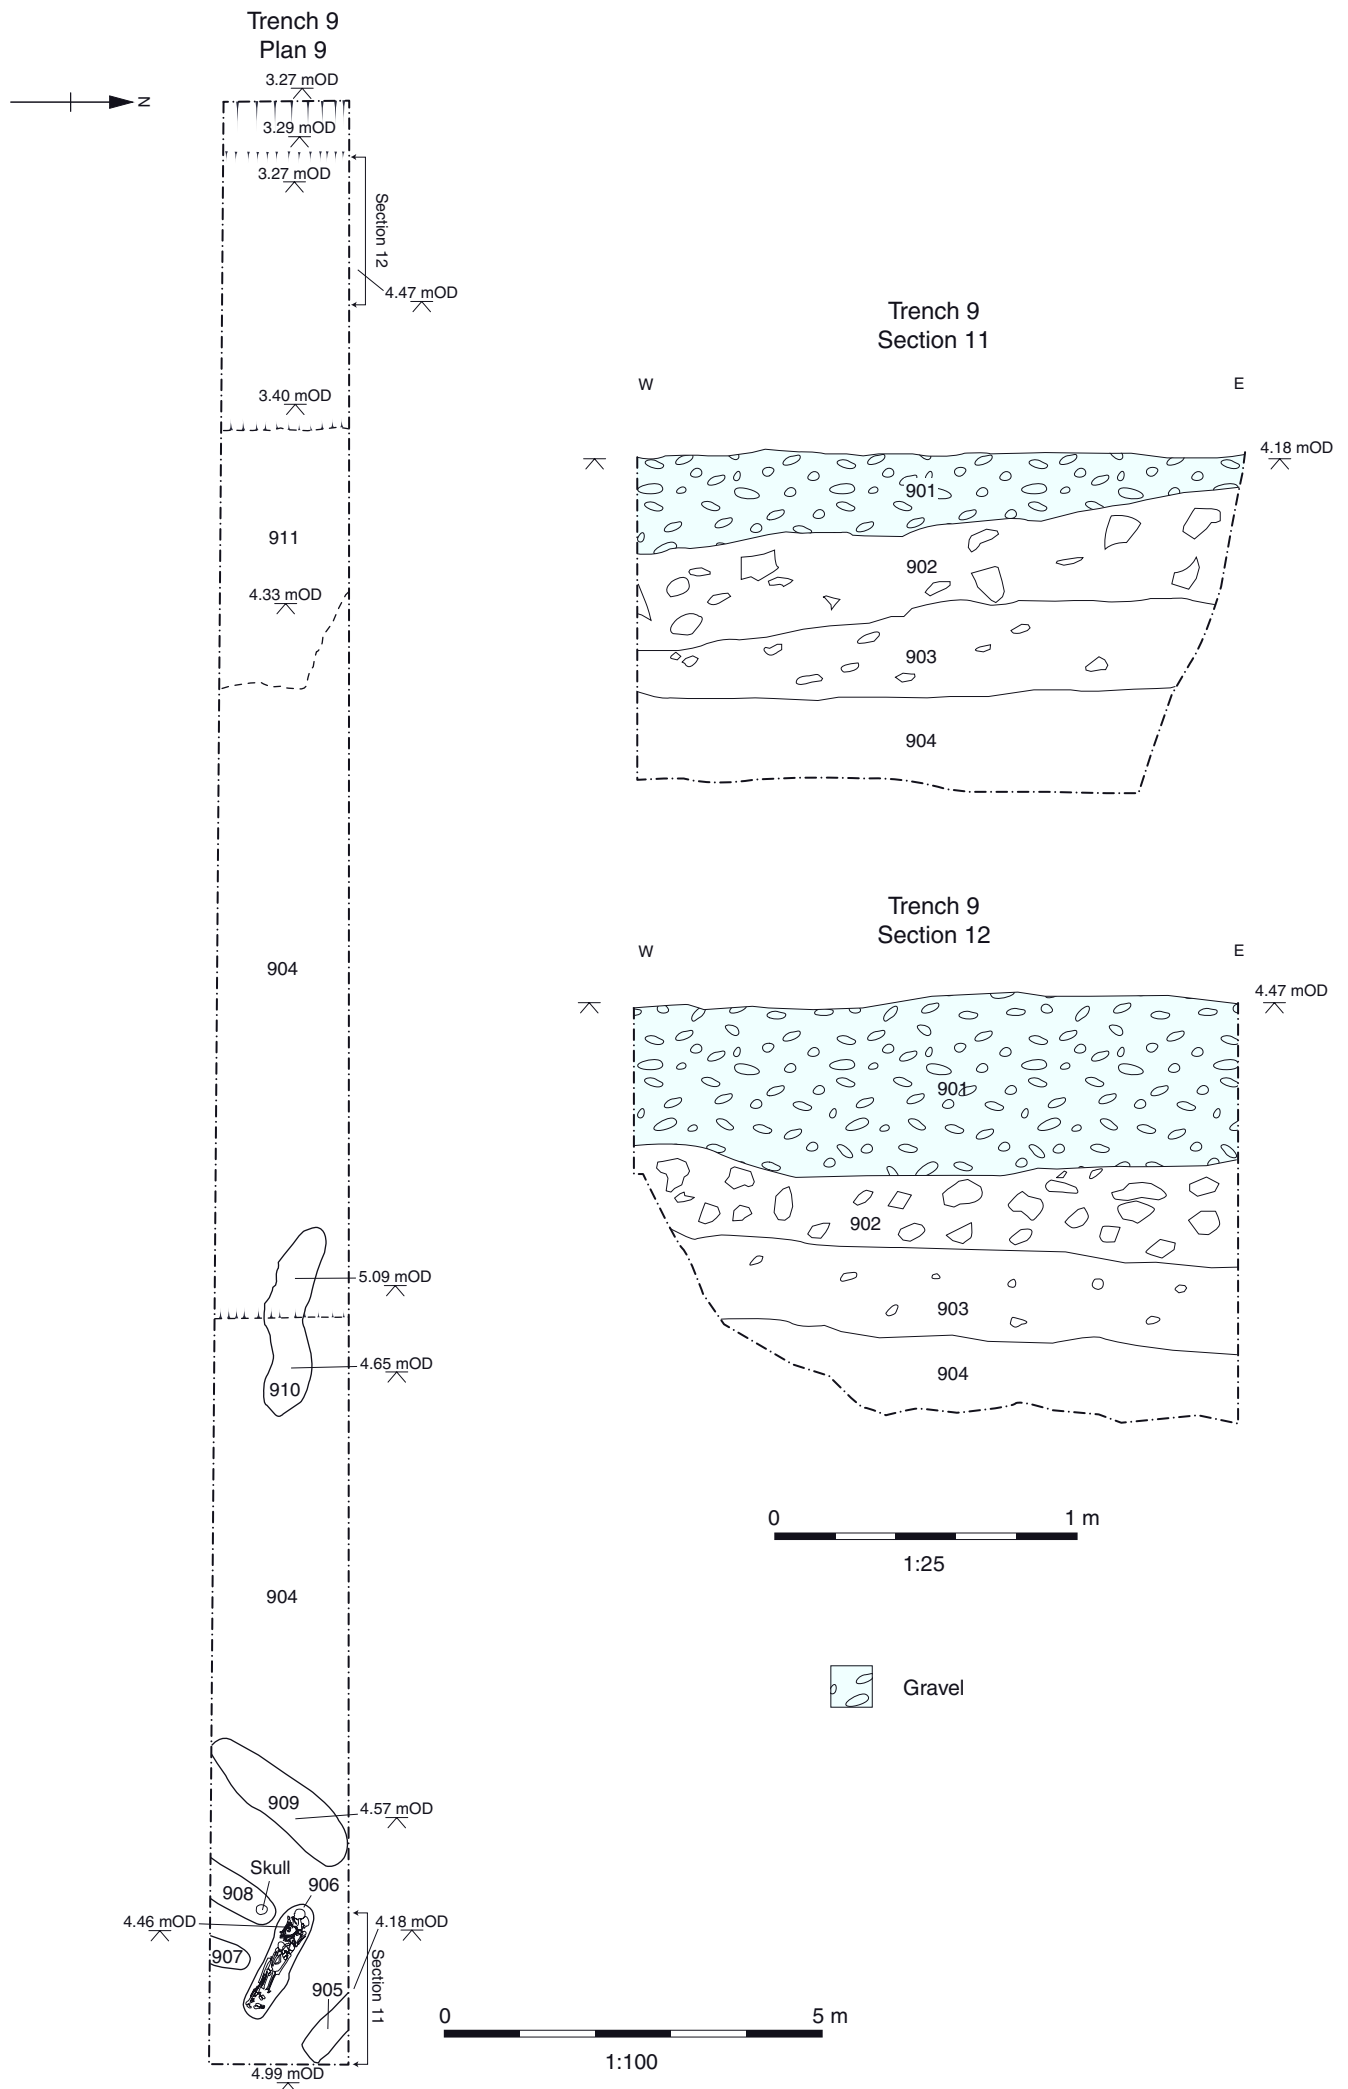 Trench 9
Plan 9
3.27 mOD
N
3.29 mOD
3.27 mOD
Section 12
4.47 mOD
3.40 mOD
911
4.33 mOD
904
5.09 mOD
4.65 mOD
910
904
909
4.57 mOD
Skull
908
906
4.46 mOD
4.18 mOD
907
Section 11
905
4.99 mOD
0
5 m
1:100
Trench 9
Section 11
W
E
4.18 mOD
901
902
903
904
Trench 9
Section 12
W
E
4.47 mOD
901
902
903
904
0
1 m
1:25
Gravel